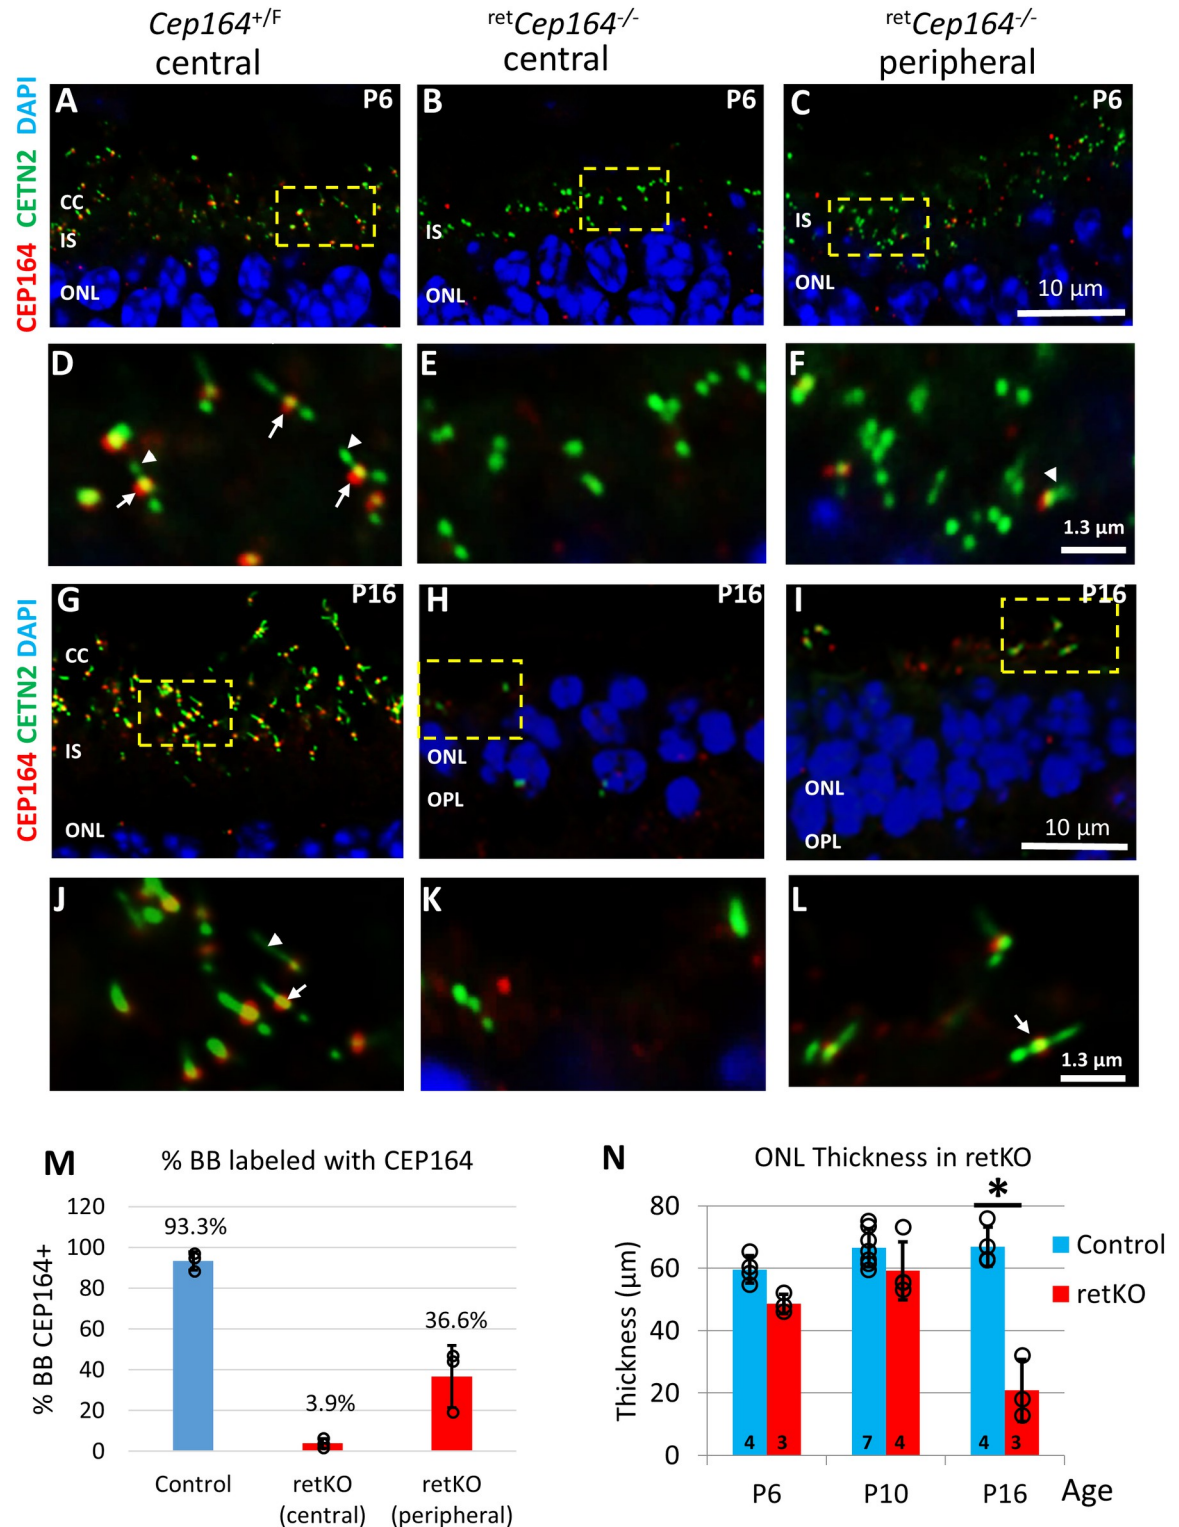 Cep164+/F
central
retCep164-/-
central
retCep164-/-
peripheral
CEP164 CETN2 DAPI
A
P6
CC
IS
ONL
B
P6
IS
ONL
C
P6
IS
ONL
10 µm
D
E
F
1.3 µm
CEP164 CETN2 DAPI
G
P16
CC
IS
ONL
H
P16
ONL
OPL
I
P16
ONL
OPL
10 µm
J
K
L
1.3 µm
M
% BB labeled with CEP164
% BB CEP164+
120
100
80
60
40
20
0
93.3%
3.9%
36.6%
Control
retKO
(central)
retKO
(peripheral)
N
ONL Thickness in retKO
Thickness (µm)
80
60
40
20
0
*
Control
retKO
4 3 7 4 4 3
P6 P10 P16 Age